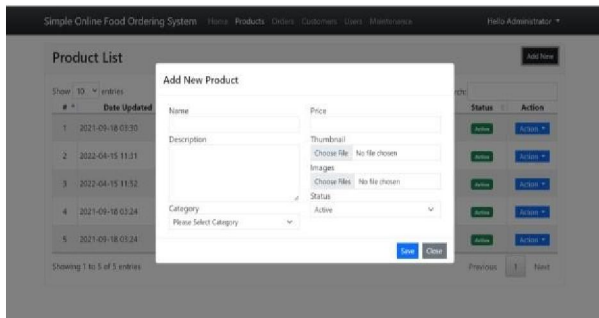 Simple Online Food Ordering System Home Products Orders Customers Users Maintenance Hello Administrator
Product List Add New
Show 10 entries
# Date Updated Status Action
1 2021-09-18 03:30 Active Action
2 2022-04-15 11:31 Active Action
3 2022-04-15 11:52 Active Action
4 2021-09-18 03:24 Active Action
5 2021-09-18 03:24 Active Action
Showing 1 to 5 of 5 entries Previous 1 Next
Add New Product
Name Price
Description Thumbnail
Choose File No file chosen
Images
Choose Files No file chosen
Status
Category Active
Please Select Category
Save Close